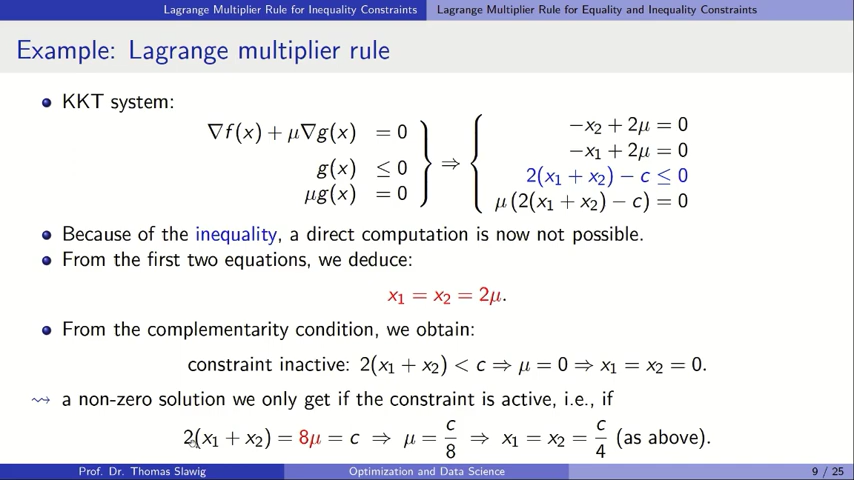 Lagrange Multiplier Rule for Inequality Constraints Lagrange Multiplier Rule for Equality and Inequality Constraints
Example: Lagrange multiplier rule
• KKT system:
∇f(x) + μ∇g(x) = 0
g(x) ≤ 0
μg(x) = 0
⇒
−x₂ + 2μ = 0
−x₁ + 2μ = 0
2(x₁ + x₂) − c ≤ 0
μ (2(x₁ + x₂) − c) = 0
• Because of the inequality, a direct computation is now not possible.
• From the first two equations, we deduce:
x₁ = x₂ = 2μ.
• From the complementarity condition, we obtain:
constraint inactive: 2(x₁ + x₂) < c ⇒ μ = 0 ⇒ x₁ = x₂ = 0.
⇝ a non-zero solution we only get if the constraint is active, i.e., if
2(x₁ + x₂) = 8μ = c ⇒ μ = c/8 ⇒ x₁ = x₂ = c/4 (as above).
Prof. Dr. Thomas Slawig Optimization and Data Science 9 / 25